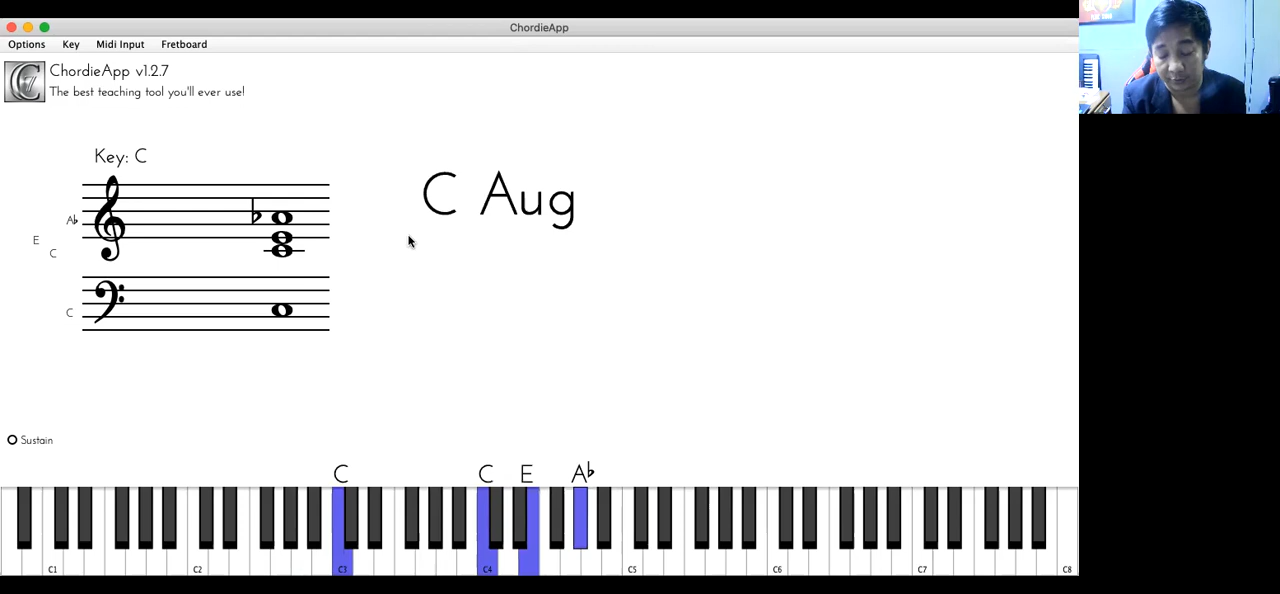 ChordieApp
Options Key Midi Input Fretboard
ChordieApp v1.2.7
The best teaching tool you'll ever use!
Key: C
C Aug
A♭
E
C
C
Sustain
C C E A♭
C1 C2 C3 C4 C5 C6 C7 C8